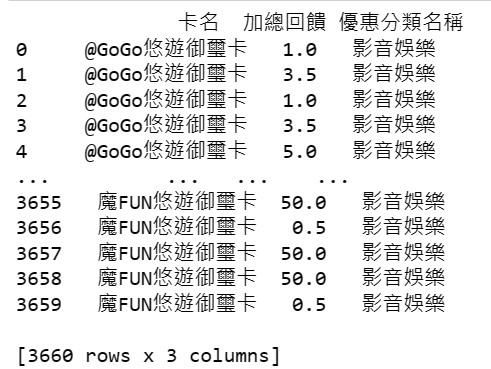 卡名 加總回饋 優惠分類名稱
0 @GoGo悠遊御璽卡 1.0 影音娛樂
1 @GoGo悠遊御璽卡 3.5 影音娛樂
2 @GoGo悠遊御璽卡 1.0 影音娛樂
3 @GoGo悠遊御璽卡 3.5 影音娛樂
4 @GoGo悠遊御璽卡 5.0 影音娛樂
... ... ... ...
3655 魔FUN悠遊御璽卡 50.0 影音娛樂
3656 魔FUN悠遊御璽卡 0.5 影音娛樂
3657 魔FUN悠遊御璽卡 50.0 影音娛樂
3658 魔FUN悠遊御璽卡 50.0 影音娛樂
3659 魔FUN悠遊御璽卡 0.5 影音娛樂
[3660 rows x 3 columns]